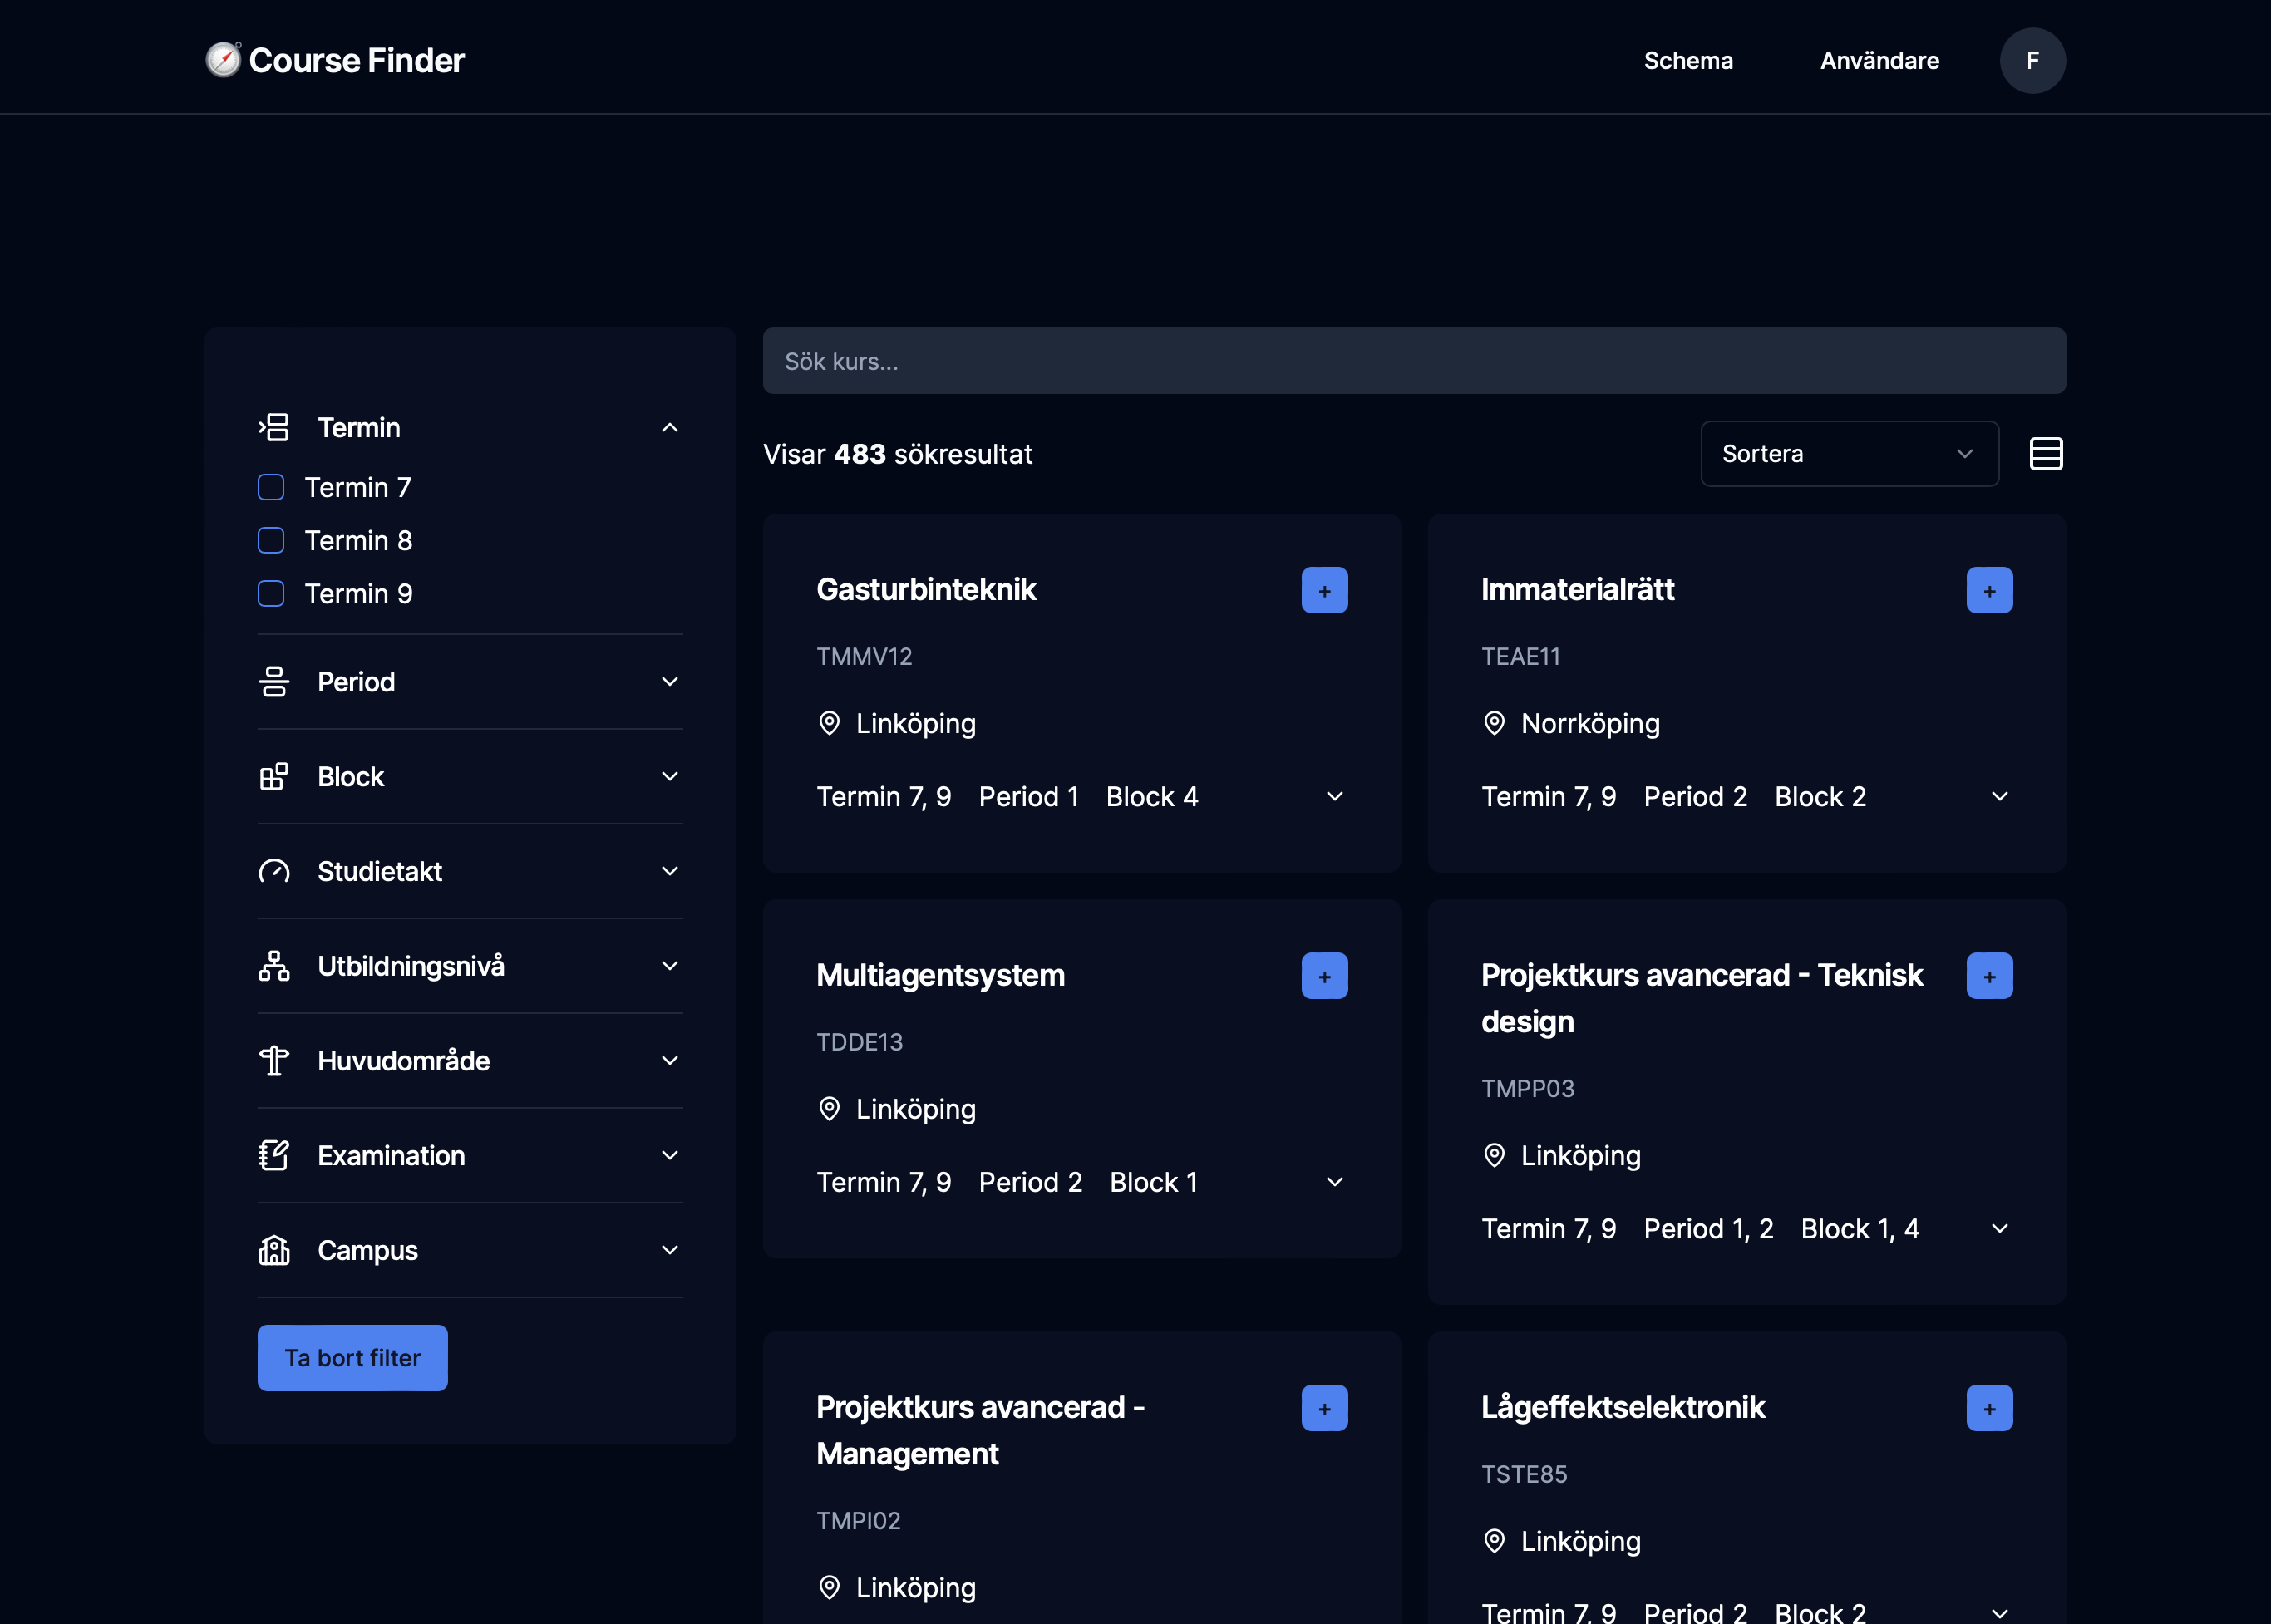 Course Finder
Schema
Användare
F
Termin
Termin 7
Termin 8
Termin 9
Period
Block
Studietakt
Utbildningsnivå
Huvudområde
Examination
Campus
Ta bort filter
Sök kurs...
Visar 483 sökresultat
Sortera
Gasturbinteknik
+
TMMV12
Linköping
Termin 7, 9 Period 1 Block 4
Immaterialrätt
+
TEAE11
Norrköping
Termin 7, 9 Period 2 Block 2
Multiagentsystem
+
TDDE13
Linköping
Termin 7, 9 Period 2 Block 1
Projektkurs avancerad - Teknisk
design
+
TMPP03
Linköping
Termin 7, 9 Period 1, 2 Block 1, 4
Projektkurs avancerad -
Management
+
TMPI02
Linköping
Lågeffektselektronik
+
TSTE85
Linköping
Termin 7, 9 Period 2 Block 2